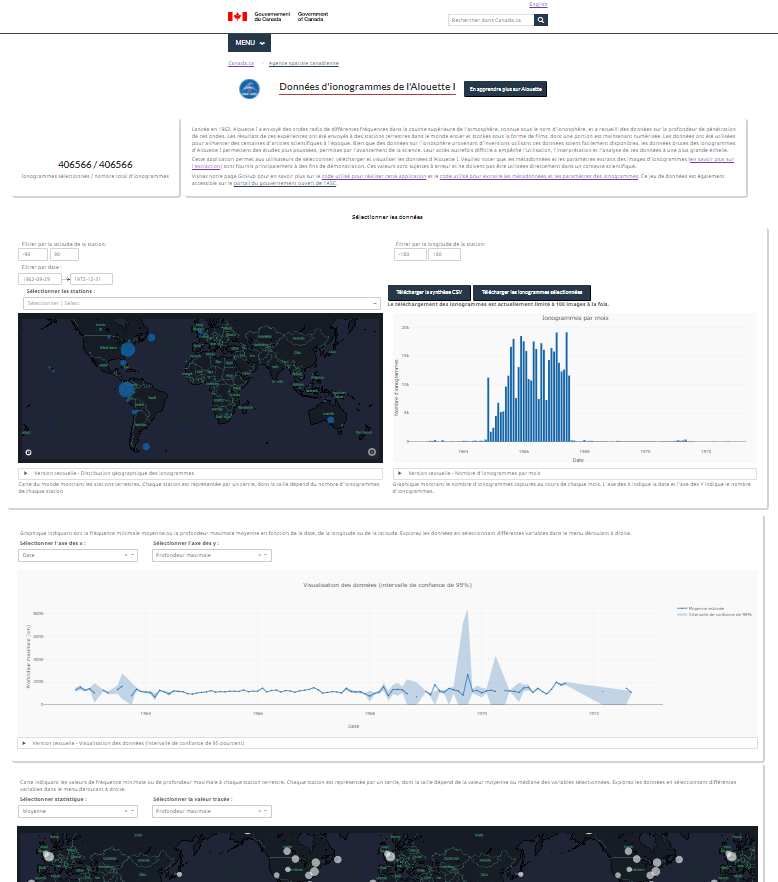 English
Gouvernement du Canada
Government of Canada
Rechercher dans Canada.ca
MENU
Canada.ca
Agence spatiale canadienne
Données d'ionogrammes de l'Alouette I
En apprendre plus sur Alouette
406566 / 406566
Ionogrammes sélectionnés / nombre total d'ionogrammes
Lancée en 1962, Alouette I a envoyé des ondes radio de différentes fréquences dans la couche supérieure de l'atmosphère, connue sous le nom d'ionosphère, et a recueilli des données sur la profondeur de pénétration
de ces ondes. Les résultats de ces expériences ont été envoyés à des stations terrestres dans le monde entier et stockés sous la forme de films, dont une portion est maintenant numérisée. Les données ont été utilisées
pour alimenter des centaines d'articles scientifiques à l'époque. Bien que des données sur l'ionosphère provenant d'inversions utilisant ces données soient facilement disponibles, les données brutes des ionogrammes
d'Alouette I permettent des études plus poussées, permises par l'avancement de la science. Leur accès autrefois difficile a empêché l'utilisation, l'interprétation et l'analyse de ces données à une plus grande échelle.
Cette application permet aux utilisateurs de sélectionner, télécharger et visualiser les données d'Alouette I. Veuillez noter que les métadonnées et les paramètres extraits des images d'ionogrammes (en savoir plus sur
l'extraction) sont fournis principalement à des fins de démonstration. Ces valeurs sont sujettes à erreur et ne doivent pas être utilisées directement dans un contexte scientifique.
Visitez notre page GitHub pour en savoir plus sur le code utilisé pour réaliser cette application et le code utilisé pour extraire les métadonnées et les paramètres des ionogrammes. Ce jeu de données est également
accessible sur le portail du gouvernement ouvert de l'ASC.
Sélectionner les données
Filtrer par la latitude de la station:
-90 90
Filtrer par date :
1962-09-29 → 1972-12-31
Sélectionner les stations :
Sélectionner | Select
Filtrer par la longitude de la station:
-180 180
Télécharger la synthèse CSV
Télécharger les ionogrammes sélectionnées
Le téléchargement des ionogrammes est actuellement limité à 100 images à la fois.
Ionogrammes par mois
Nombre d'ionogrammes
20k
15k
10k
5k
0
1964 1966 1968 1970 1972
Date
Version textuelle - Distribution géographique des ionogrammes
Carte du monde montrant les stations terrestres. Chaque station est représentée par un cercle, dont la taille dépend du nombre d'ionogrammes
de chaque station
Version textuelle - Nombre d'ionogrammes par mois
Graphique montrant le nombre d'ionogrammes capturés au cours de chaque mois. L'axe des X indique la date et l'axe des Y indique le nombre
d'ionogrammes.
Graphique indiquant soit la fréquence minimale moyenne ou la profondeur maximale moyenne en fonction de la date, de la longitude ou de la latitude. Explorez les données en sélectionnant différentes variables dans le menu déroulant à droite.
Sélectionner l'axe des x :
Date
Sélectionner l'axe des y :
Profondeur maximale
Visualisation des données (intervalle de confiance de 95%)
Profondeur maximale [km]
8000
6000
4000
2000
0
1964 1966 1968 1970 1972
Date
Moyenne estimée
Intervalle de confiance de 95%
Version textuelle - Visualisation des données (intervalle de confiance de 95 pourcent)
Carte indiquant les valeurs de fréquence minimale ou de profondeur maximale à chaque station terrestre. Chaque station est représentée par un cercle, dont la taille dépend de la valeur moyenne ou médiane des variables sélectionnées. Explorez les données en sélectionnant différentes
variables dans le menu déroulant à droite.
Sélectionner statistique :
Moyenne
Sélectionner la valeur tracée :
Profondeur maximale